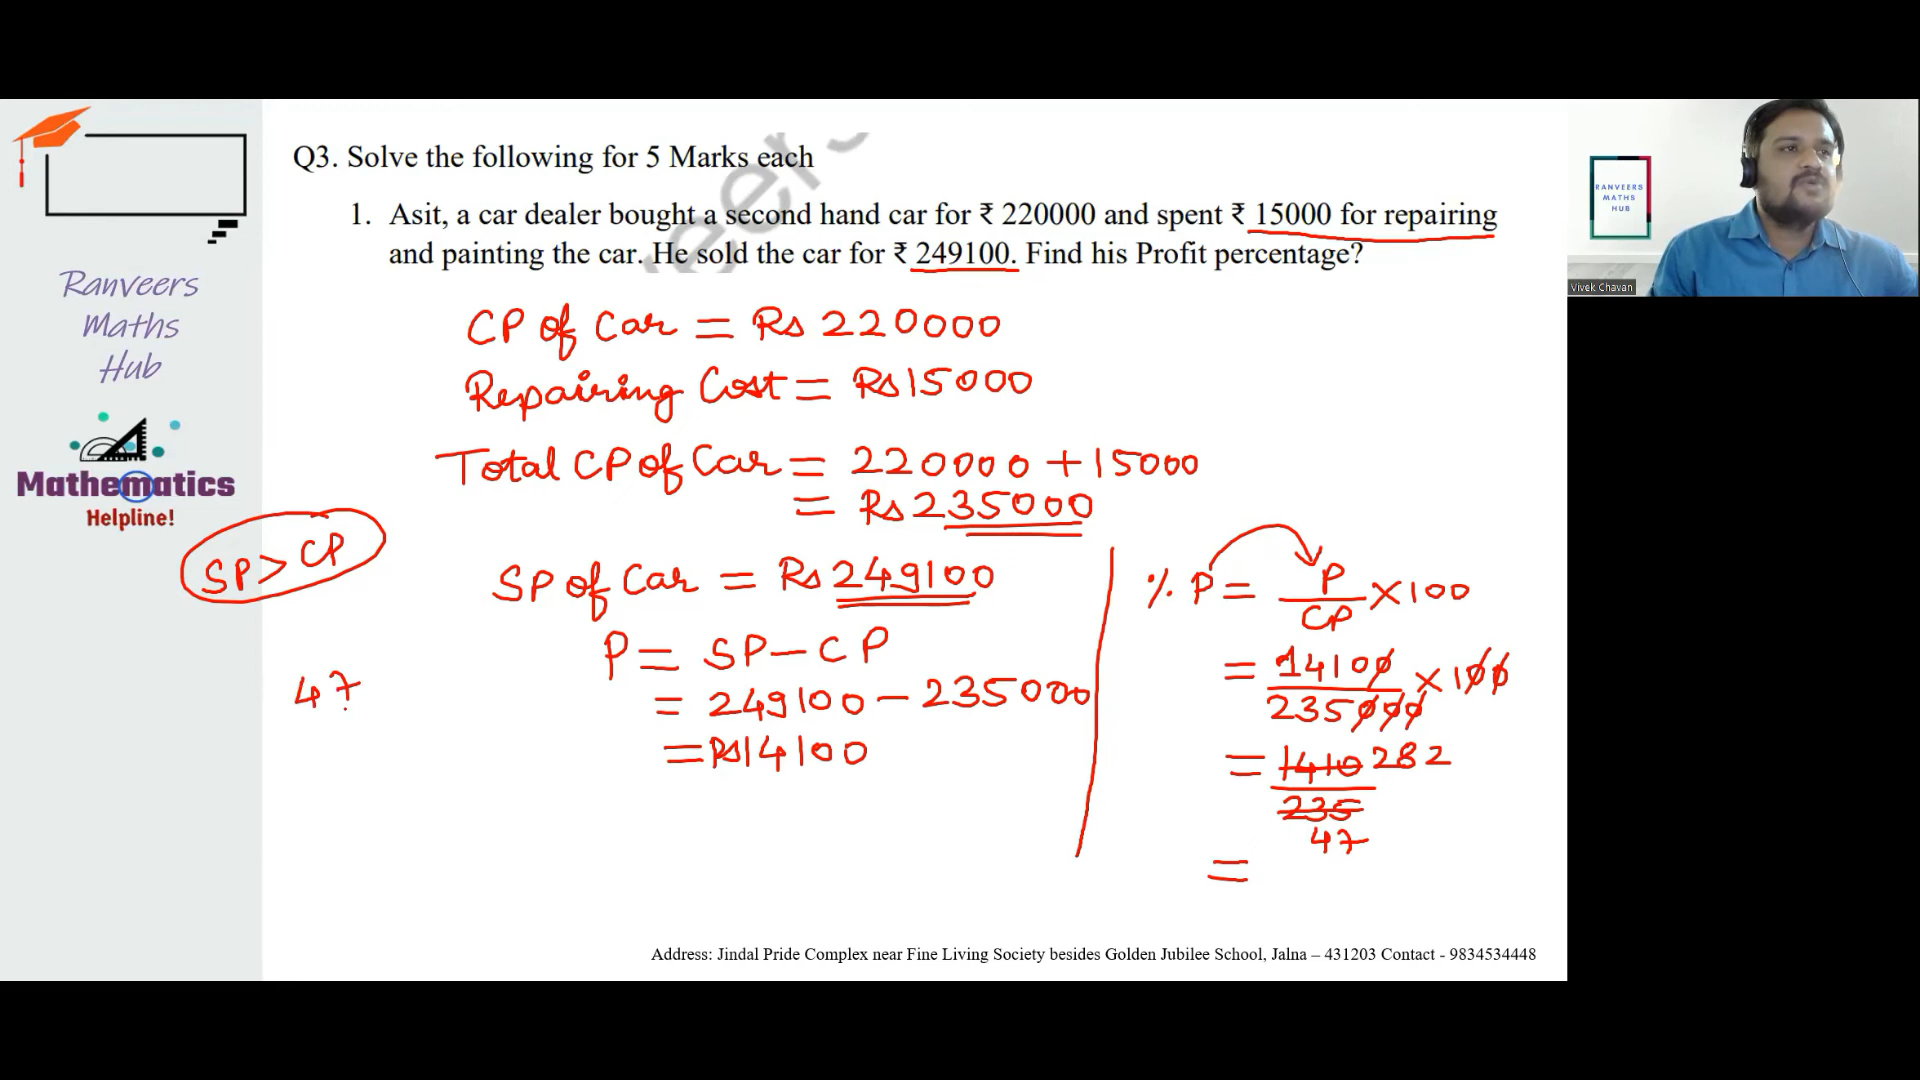 Q3. Solve the following for 5 Marks each
1. Asit, a car dealer bought a second hand car for ₹ 220000 and spent ₹ 15000 for repairing
and painting the car. He sold the car for ₹ 249100. Find his Profit percentage?
Ranveers
Maths
Hub
Mathematics
Helpline!
RANVEERS
MATHS
HUB
Vivek Chavan
CP of Car = Rs 220000
Repairing Cost = Rs 15000
Total CP of Car = 220000 + 15000
= Rs 235000
SP > CP
SP of Car = Rs 249100
P = SP - CP
= 249100 - 235000
= Rs 14100
47
% P = P/CP × 100
= 14100/235000 × 100
= 1410 282
235
47
=
Address: Jindal Pride Complex near Fine Living Society besides Golden Jubilee School, Jalna – 431203 Contact - 9834534448